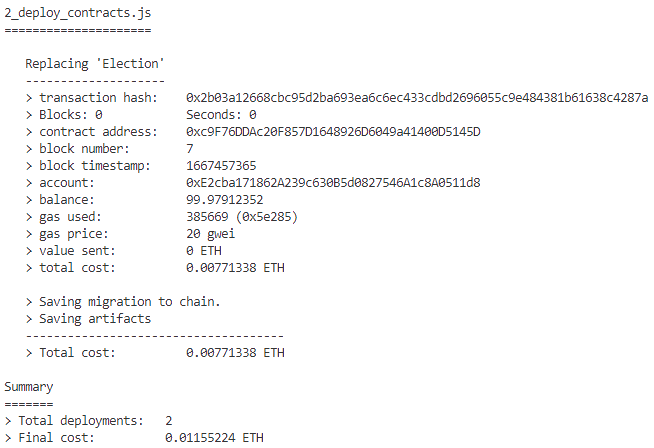 2_deploy_contracts.js
=====================
Replacing 'Election'
--------------------
> transaction hash: 0x2b03a12668cbc95d2ba693ea6c6ec433cdbd2696055c9e484381b61638c4287a
> Blocks: 0 Seconds: 0
> contract address: 0xc9F76DDAc20F857D1648926D6049a41400D5145D
> block number: 7
> block timestamp: 1667457365
> account: 0xE2cba171862A239c630B5d0827546A1c8A0511d8
> balance: 99.97912352
> gas used: 385669 (0x5e285)
> gas price: 20 gwei
> value sent: 0 ETH
> total cost: 0.00771338 ETH
> Saving migration to chain.
> Saving artifacts
-------------------------------------
> Total cost: 0.00771338 ETH
Summary
=======
> Total deployments: 2
> Final cost: 0.01155224 ETH